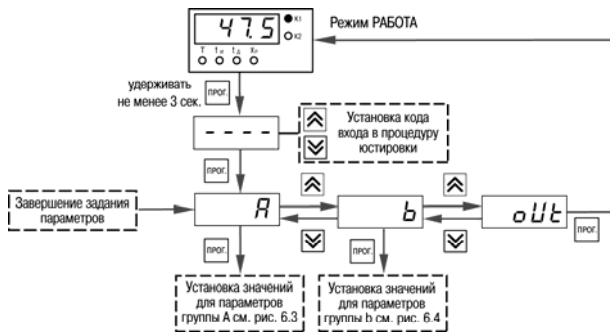 47.5
К1
К2
Т tи tд Xp
Режим РАБОТА
удерживать
не менее 3 сек.
ПРОГ.
- - - -
Установка кода
входа в процедуру
юстировки
ПРОГ.
Завершение задания
параметров
A
b
oUt
ПРОГ.
ПРОГ.
ПРОГ.
Установка значений
для параметров
группы А см. рис. 6.3
Установка значений
для параметров
группы b см. рис. 6.4